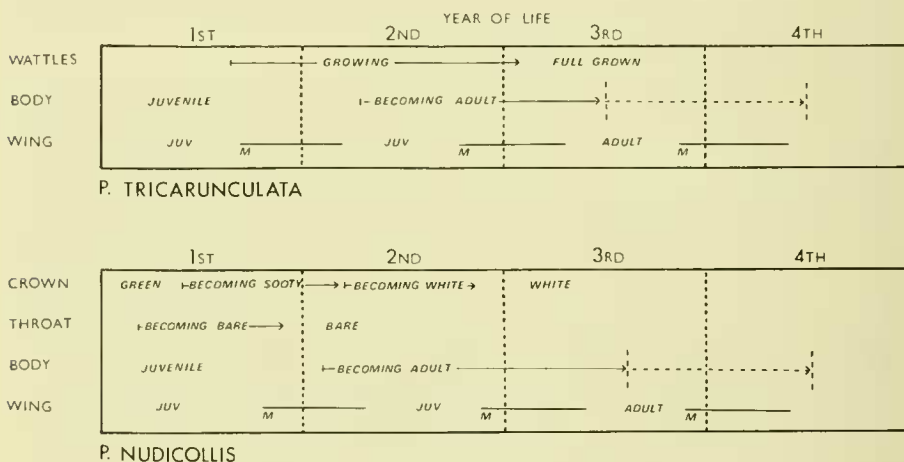 YEAR OF LIFE
1ST 2ND 3RD 4TH
WATTLES GROWING FULL GROWN
BODY JUVENILE BECOMING ADULT
WING JUV M JUV M ADULT M
P. TRICARUNCULATA
1ST 2ND 3RD 4TH
CROWN GREEN BECOMING SOOTY BECOMING WHITE WHITE
THROAT BECOMING BARE BARE
BODY JUVENILE BECOMING ADULT
WING JUV M JUV M ADULT M
P. NUDICOLLIS